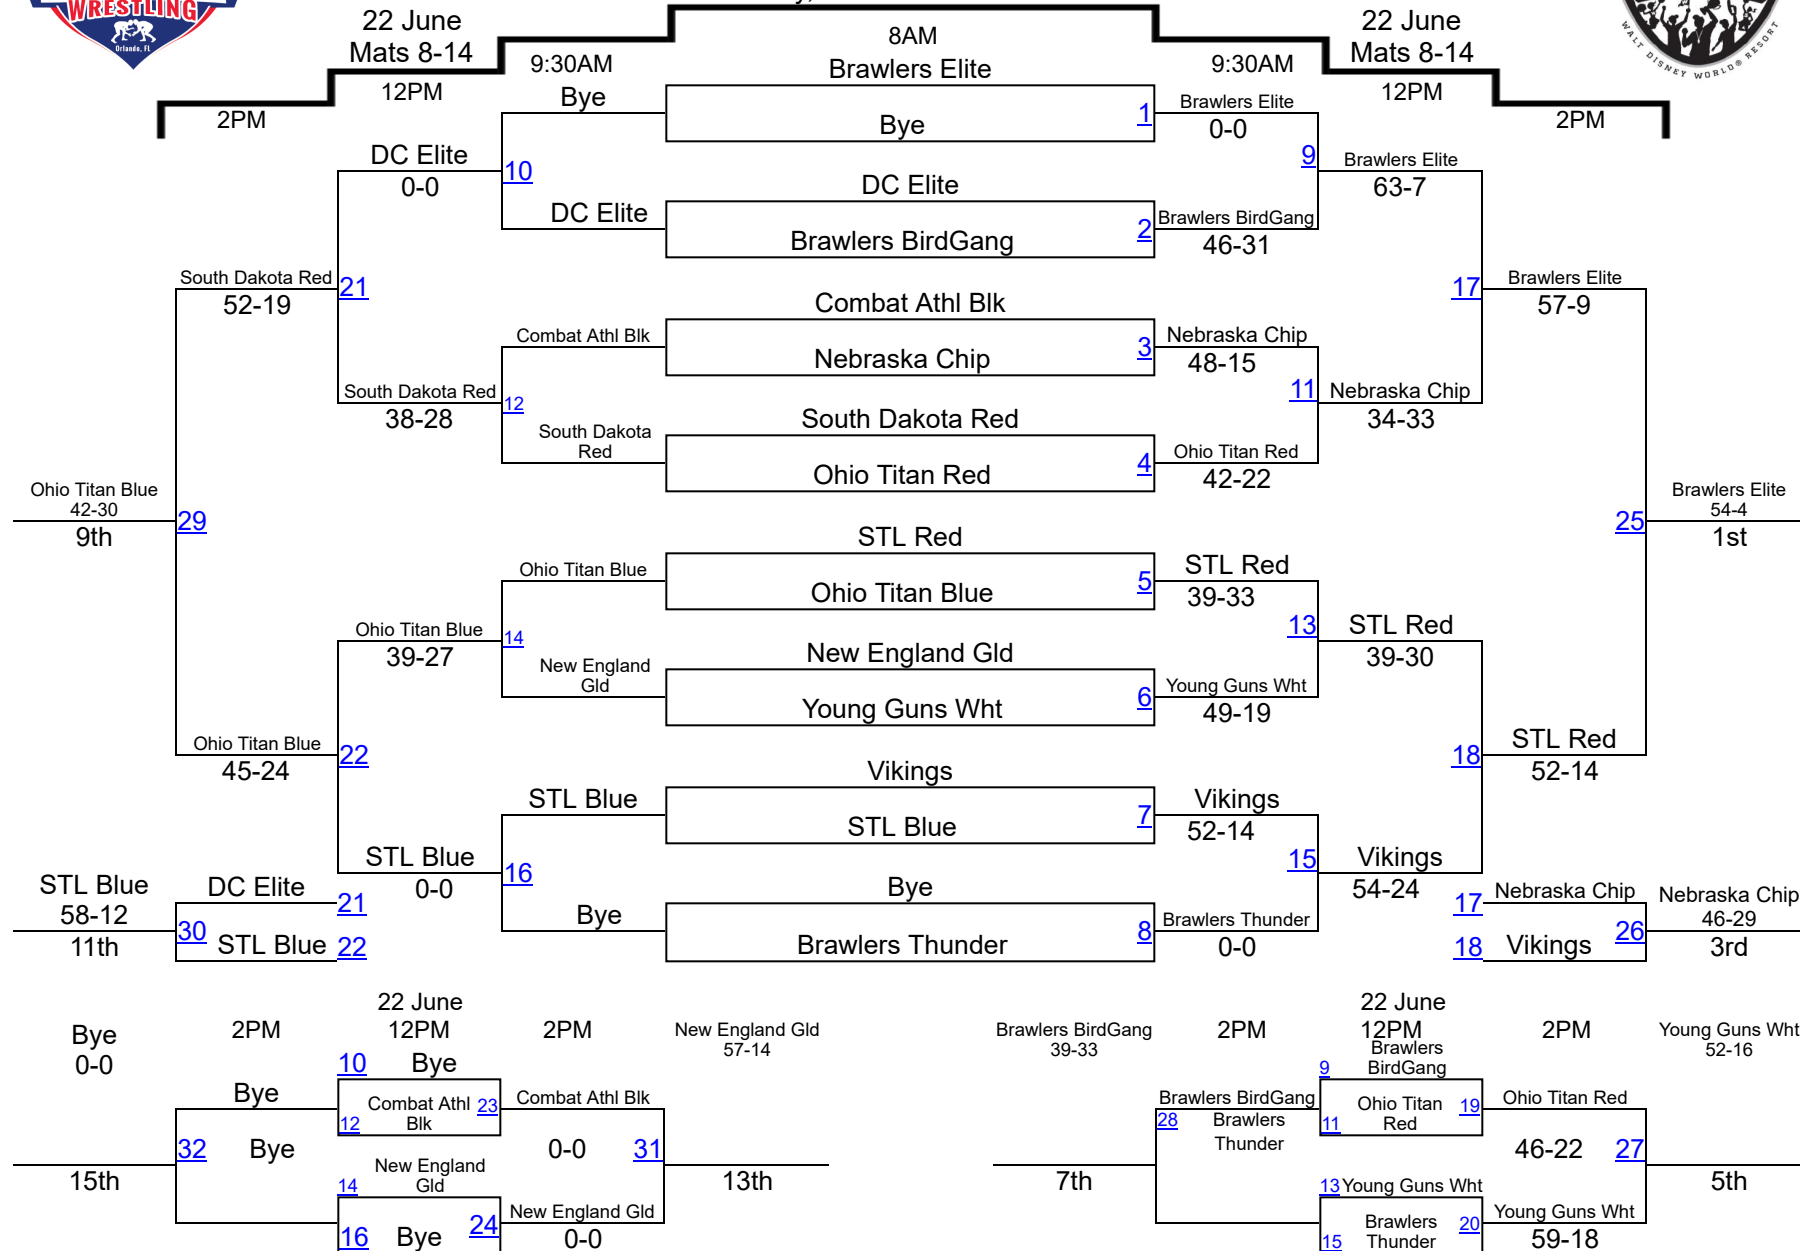 WRESTLING
Orlando, FL
WALT DISNEY WORLD® RESORT
22 June
Mats 8-14
22 June
Mats 8-14
8AM
9:30AM
9:30AM
12PM
12PM
2PM
2PM
Brawlers Elite
Bye
1
Bye
Brawlers Elite
0-0
DC Elite
0-0
10
9
Brawlers Elite
63-7
DC Elite
DC Elite
Brawlers BirdGang
2
Brawlers BirdGang
46-31
South Dakota Red
52-19
21
17
Brawlers Elite
57-9
Combat Athl Blk
Combat Athl Blk
Nebraska Chip
3
Nebraska Chip
48-15
South Dakota Red
38-28
12
11
Nebraska Chip
34-33
South Dakota
Red
South Dakota Red
Ohio Titan Red
4
Ohio Titan Red
42-22
Ohio Titan Blue
42-30
9th
29
25
Brawlers Elite
54-4
1st
STL Red
Ohio Titan Blue
Ohio Titan Blue
5
STL Red
39-33
Ohio Titan Blue
39-27
14
13
STL Red
39-30
New England
Gld
New England Gld
Young Guns Wht
6
Young Guns Wht
49-19
Ohio Titan Blue
45-24
22
18
STL Red
52-14
Vikings
STL Blue
STL Blue
7
Vikings
52-14
STL Blue
0-0
16
15
Vikings
54-24
Bye
Bye
Brawlers Thunder
8
Brawlers Thunder
0-0
STL Blue
58-12
11th
30
DC Elite
21
STL Blue
22
17
Nebraska Chip
18
Vikings
26
Nebraska Chip
46-29
3rd
22 June
12PM
2PM
2PM
Bye
0-0
15th
32
Bye
Bye
10
Bye
12
Combat Athl
Blk
23
Combat Athl Blk
0-0
14
New England
Gld
16
Bye
24
New England Gld
0-0
31
New England Gld
57-14
13th
22 June
12PM
2PM
2PM
Brawlers BirdGang
39-33
7th
Brawlers BirdGang
28
Brawlers
Thunder
9
Brawlers
BirdGang
11
Ohio Titan
Red
19
Ohio Titan Red
46-22
13
Young Guns Wht
15
Brawlers
Thunder
20
Young Guns Wht
59-18
27
Young Guns Wht
52-16
5th